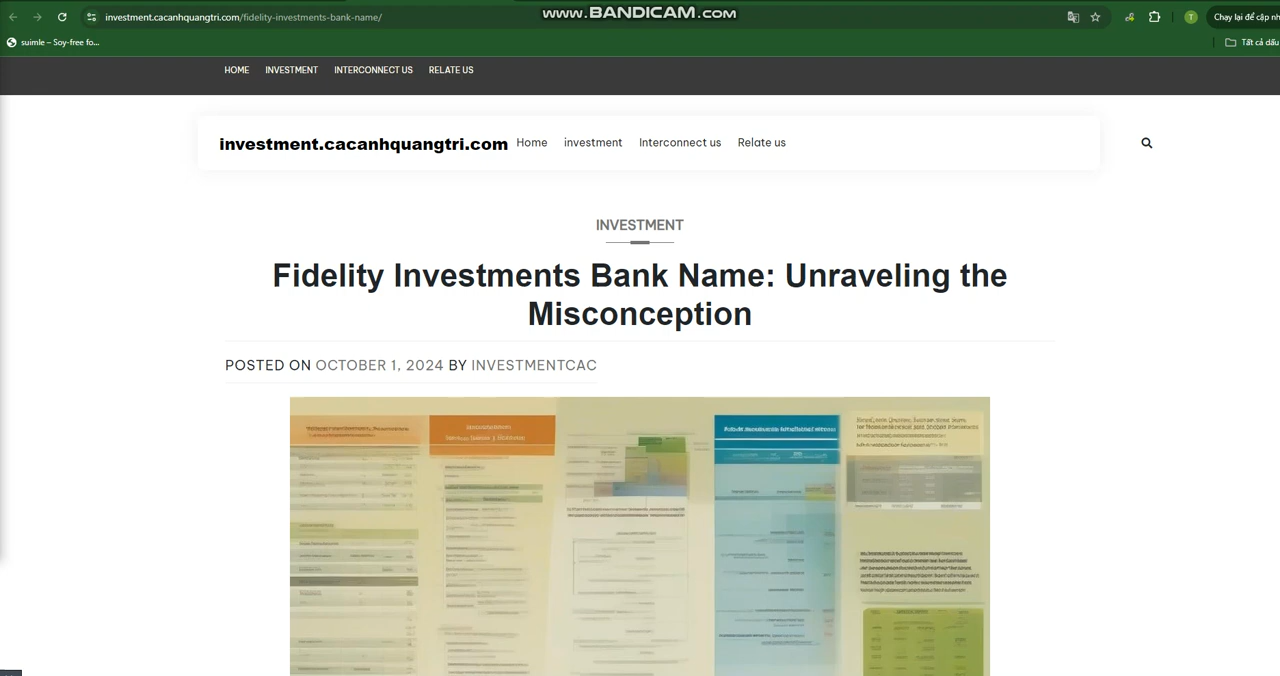 www.BANDICAM.com
investment.cacanhquangtri.com/fidelity-investments-bank-name/
T
Chạy lại để cập nh
suimle – Soy-free fo...
Tất cả dấu
HOME INVESTMENT INTERCONNECT US RELATE US
investment.cacanhquangtri.com Home investment Interconnect us Relate us
INVESTMENT
Fidelity Investments Bank Name: Unraveling the
Misconception
POSTED ON OCTOBER 1, 2024 BY INVESTMENTCAC